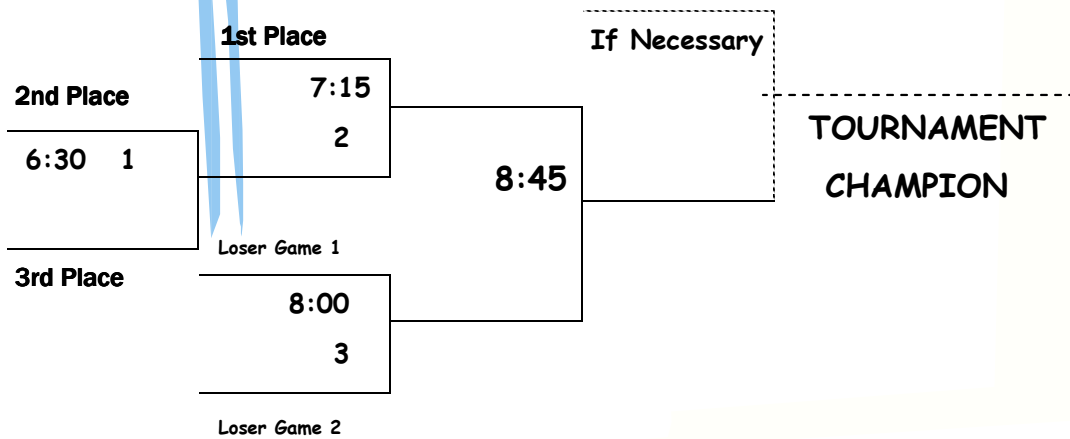 If Necessary
1st Place
7:15
2nd Place
TOURNAMENT
2
6:30 1
8:45
CHAMPION
Loser Game 1
3rd Place
8:00
3
Loser Game 2